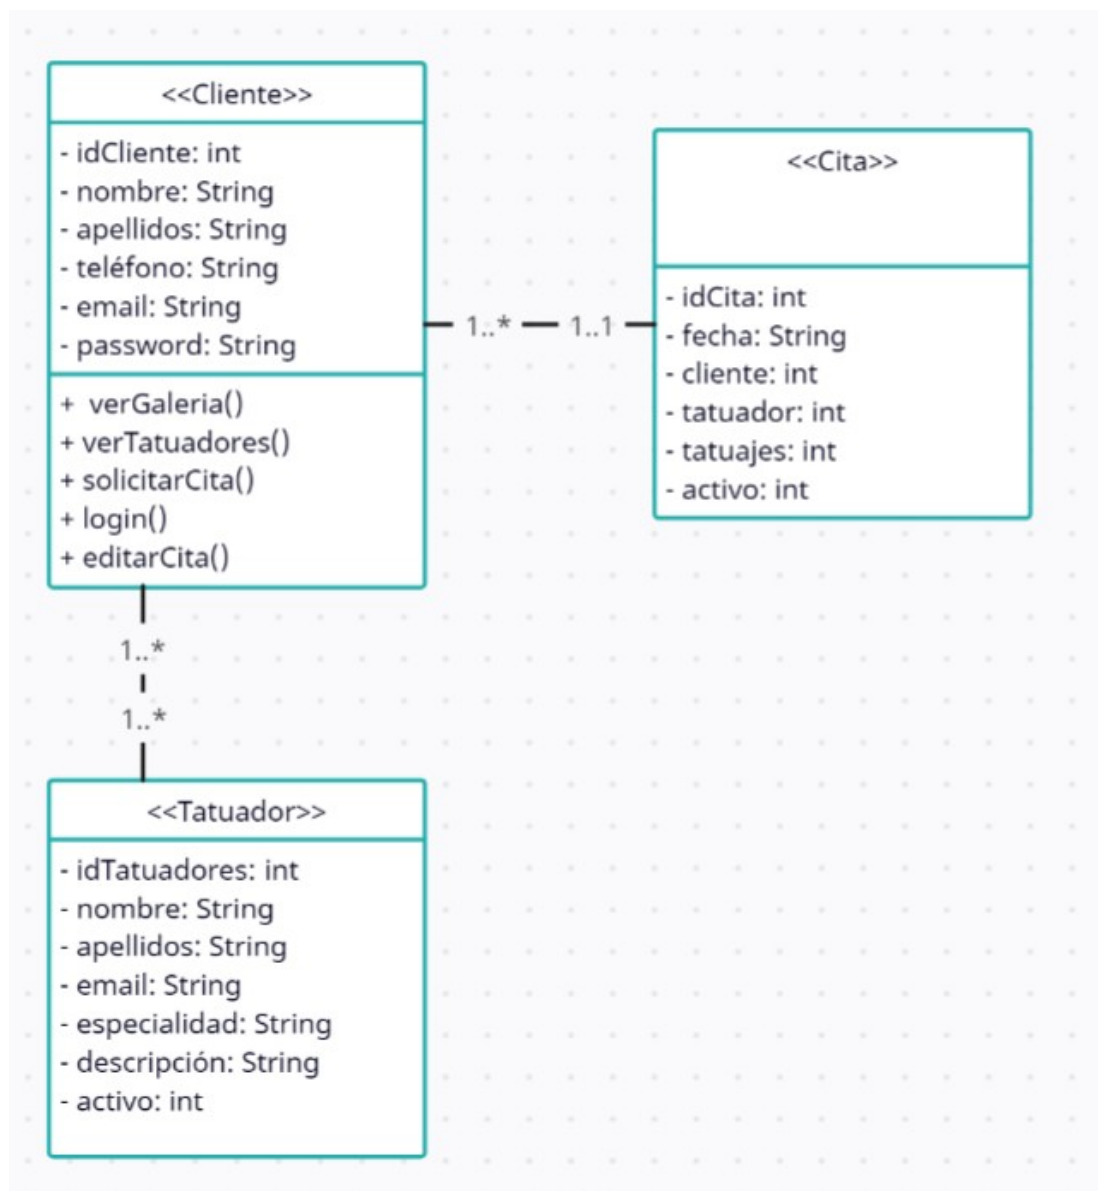 <<Cliente>>
- idCliente: int
- nombre: String
- apellidos: String
- teléfono: String
- email: String
- password: String
+  verGaleria()
+ verTatuadores()
+ solicitarCita()
+ login()
+ editarCita()
1..*
1..1
<<Cita>>
- idCita: int
- fecha: String
- cliente: int
- tatuador: int
- tatuajes: int
- activo: int
1..*
1..*
<<Tatuador>>
- idTatuadores: int
- nombre: String
- apellidos: String
- email: String
- especialidad: String
- descripción: String
- activo: int